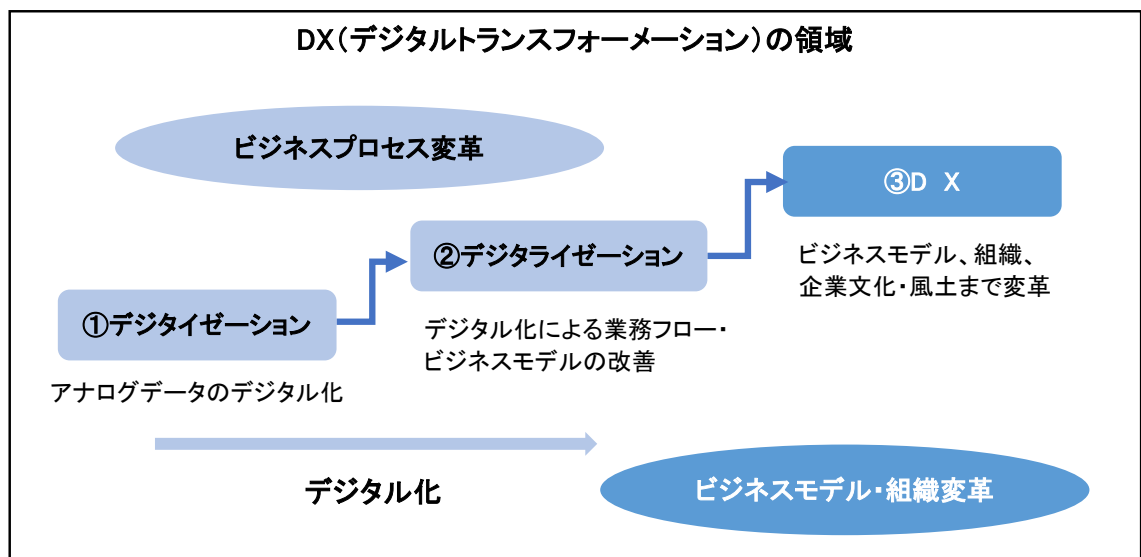 DX(デジタルトランスフォーメーション)の領域
ビジネスプロセス変革
③D X
②デジタライゼーション
ビジネスモデル、組織、
企業文化・風土まで変革
①デジタイゼーション
デジタル化による業務フロー・
ビジネスモデルの改善
アナログデータのデジタル化
デジタル化
ビジネスモデル・組織変革